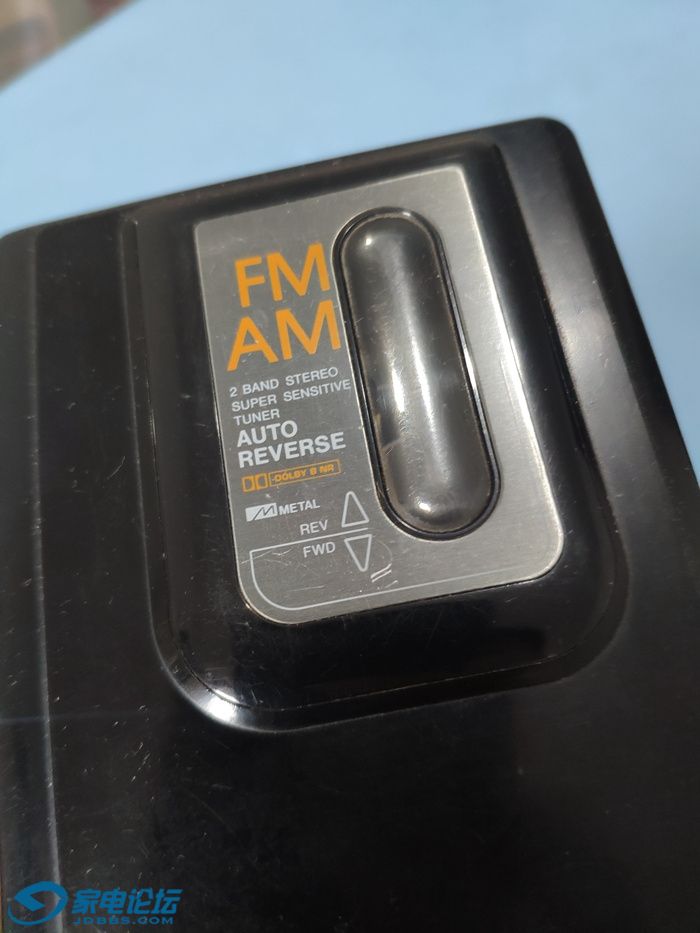 FM
AM
2 BAND STEREO
SUPER SENSITIVE
TUNER
AUTO
REVERSE
DOLBY B NR
METAL
REV
FWD
家电论坛
JDBBS.COM